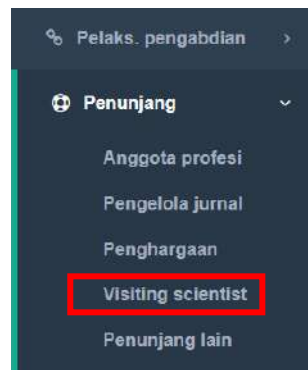 Pelaks. pengabdian
Penunjang
Anggota profesi
Pengelola jurnal
Penghargaan
Visiting scientist
Penunjang lain